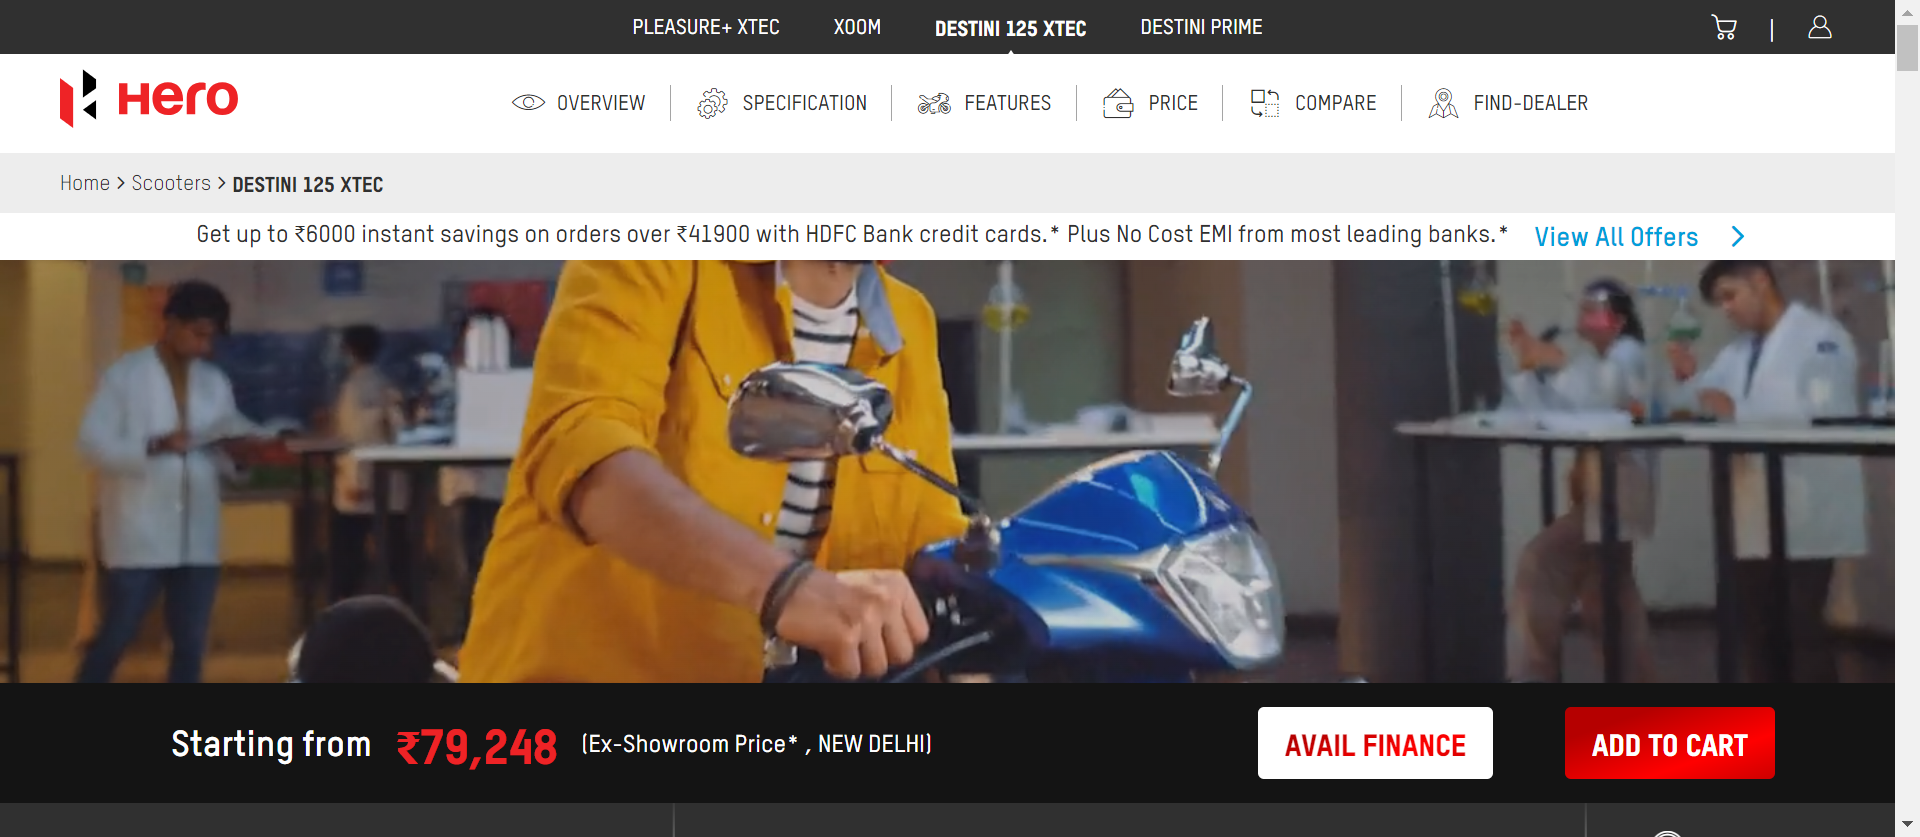 PLEASURE+ XTEC XOOM DESTINI 125 XTEC DESTINI PRIME
Hero
OVERVIEW SPECIFICATION FEATURES PRICE COMPARE FIND-DEALER
Home > Scooters > DESTINI 125 XTEC
Get up to ₹6000 instant savings on orders over ₹41900 with HDFC Bank credit cards.* Plus No Cost EMI from most leading banks.* View All Offers >
Starting from ₹79,248 (Ex-Showroom Price* , NEW DELHI) AVAIL FINANCE ADD TO CART